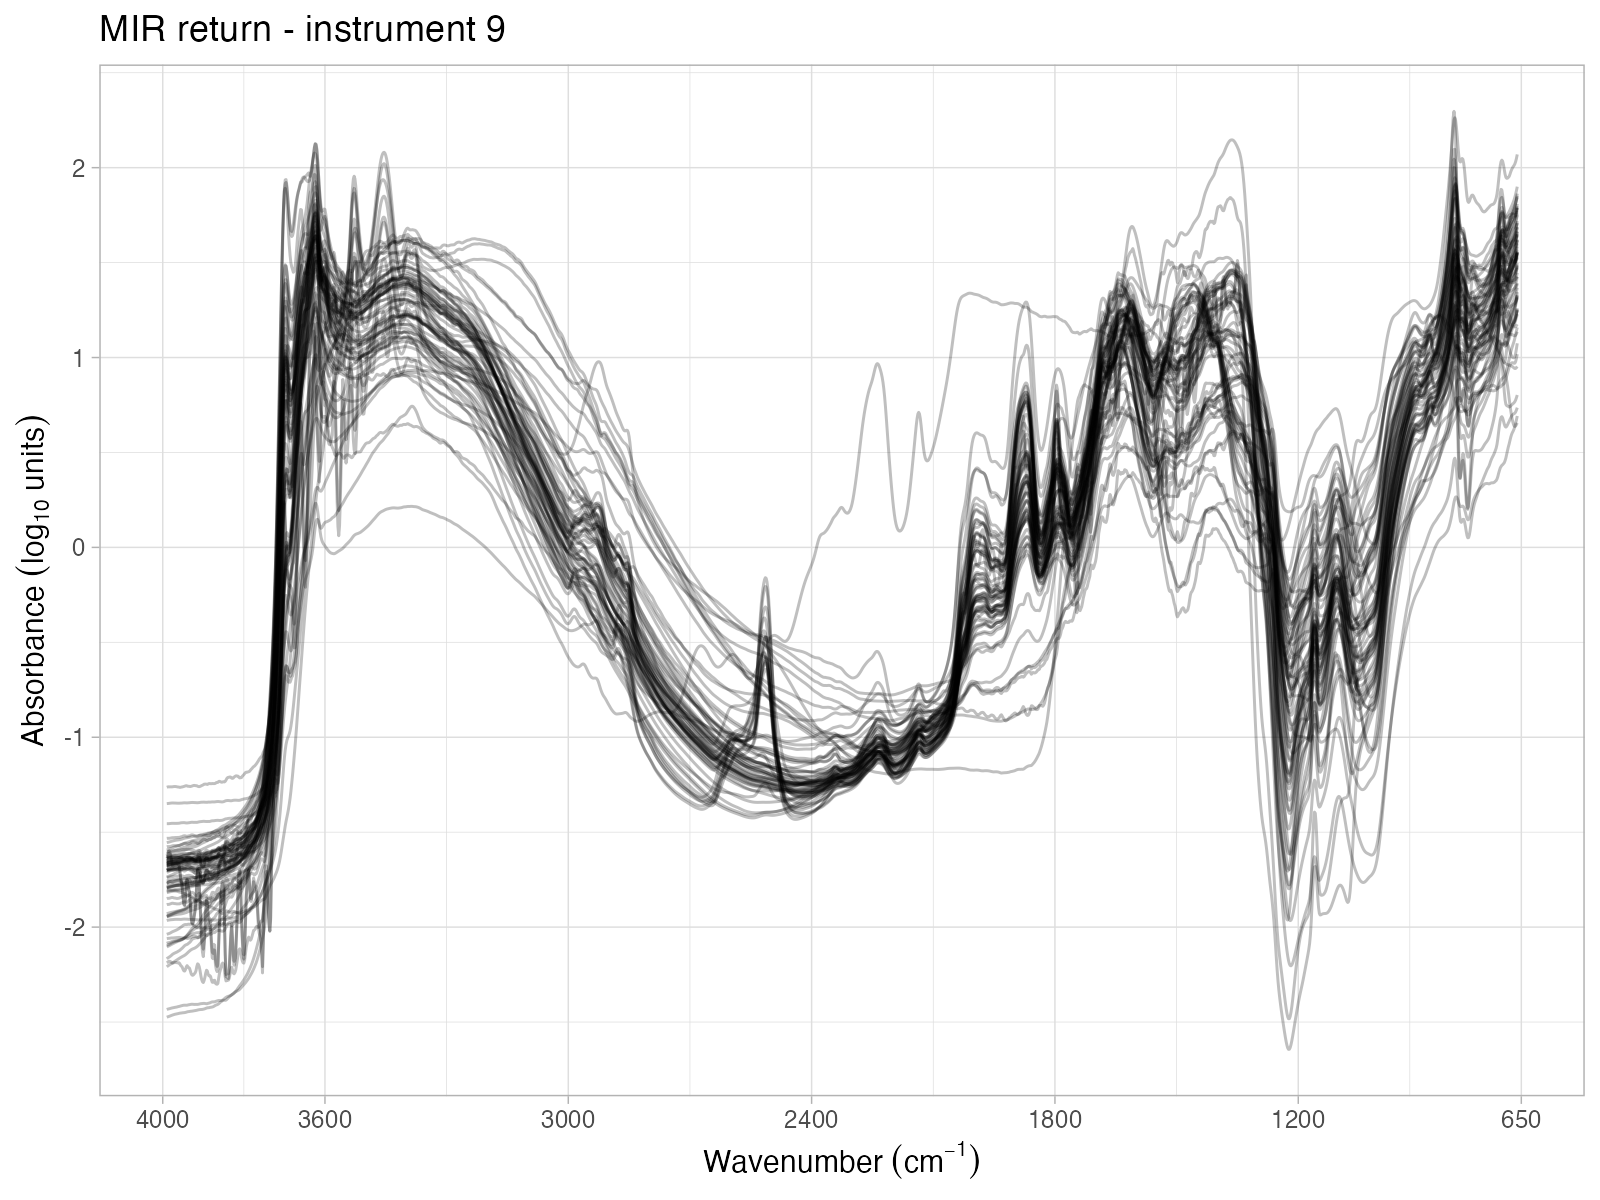 MIR return - instrument 9
2
1
0
-1
-2
Absorbance (log₁₀ units)
4000 3600 3000 2400 1800 1200 650
Wavenumber (cm⁻¹)